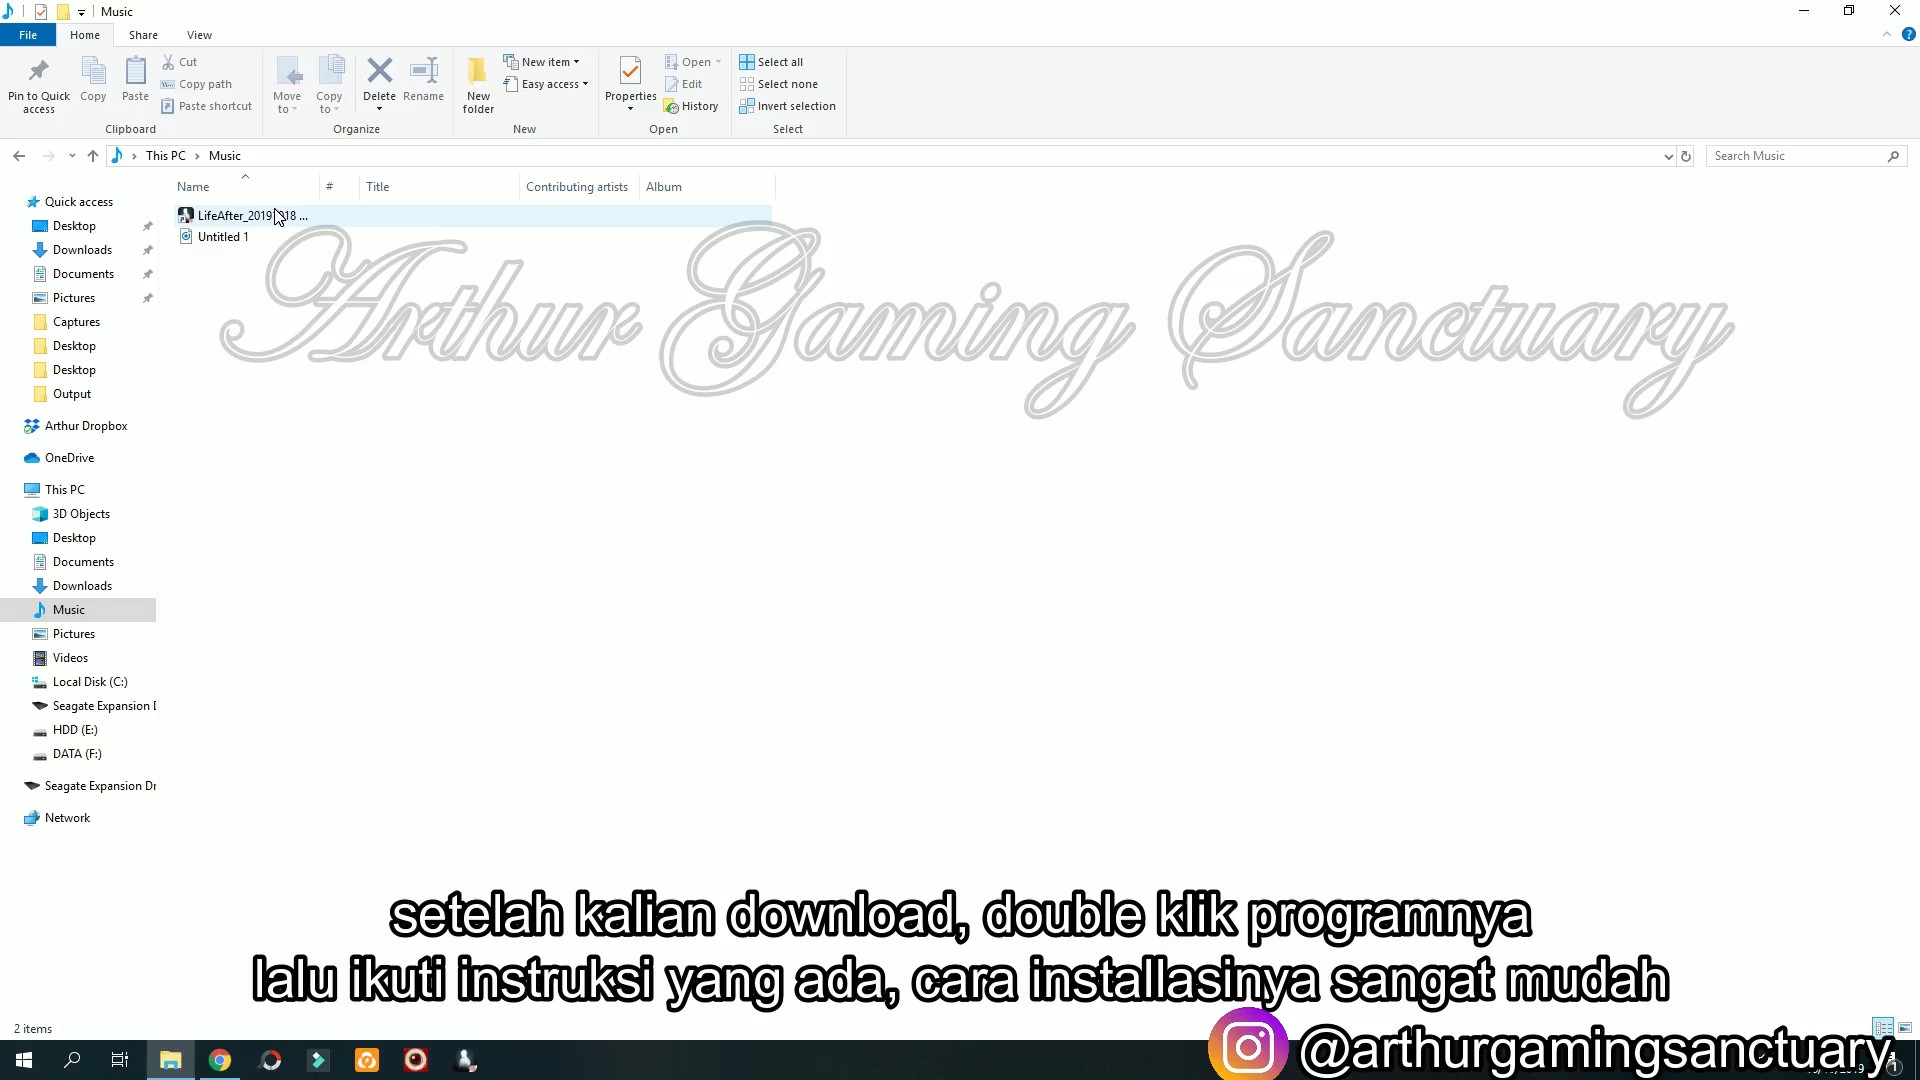 Music
File
Home
Share
View
Pin to Quick access
Copy
Paste
Cut
Copy path
Paste shortcut
Clipboard
Move to
Copy to
Delete
Rename
Organize
New folder
New item
Easy access
New
Properties
Open
Edit
History
Open
Select all
Select none
Invert selection
Select
This PC
Music
Search Music
Name
#
Title
Contributing artists
Album
LifeAfter_2019 18 ...
Untitled 1
Arthur Gaming Sanctuary
Quick access
Desktop
Downloads
Documents
Pictures
Captures
Desktop
Desktop
Output
Arthur Dropbox
OneDrive
This PC
3D Objects
Desktop
Documents
Downloads
Music
Pictures
Videos
Local Disk (C:)
Seagate Expansion D
HDD (E:)
DATA (F:)
Seagate Expansion Dr
Network
setelah kalian download, double klik programnya
lalu ikuti instruksi yang ada, cara installasinya sangat mudah
2 items
@arthurgamingsanctuary
1